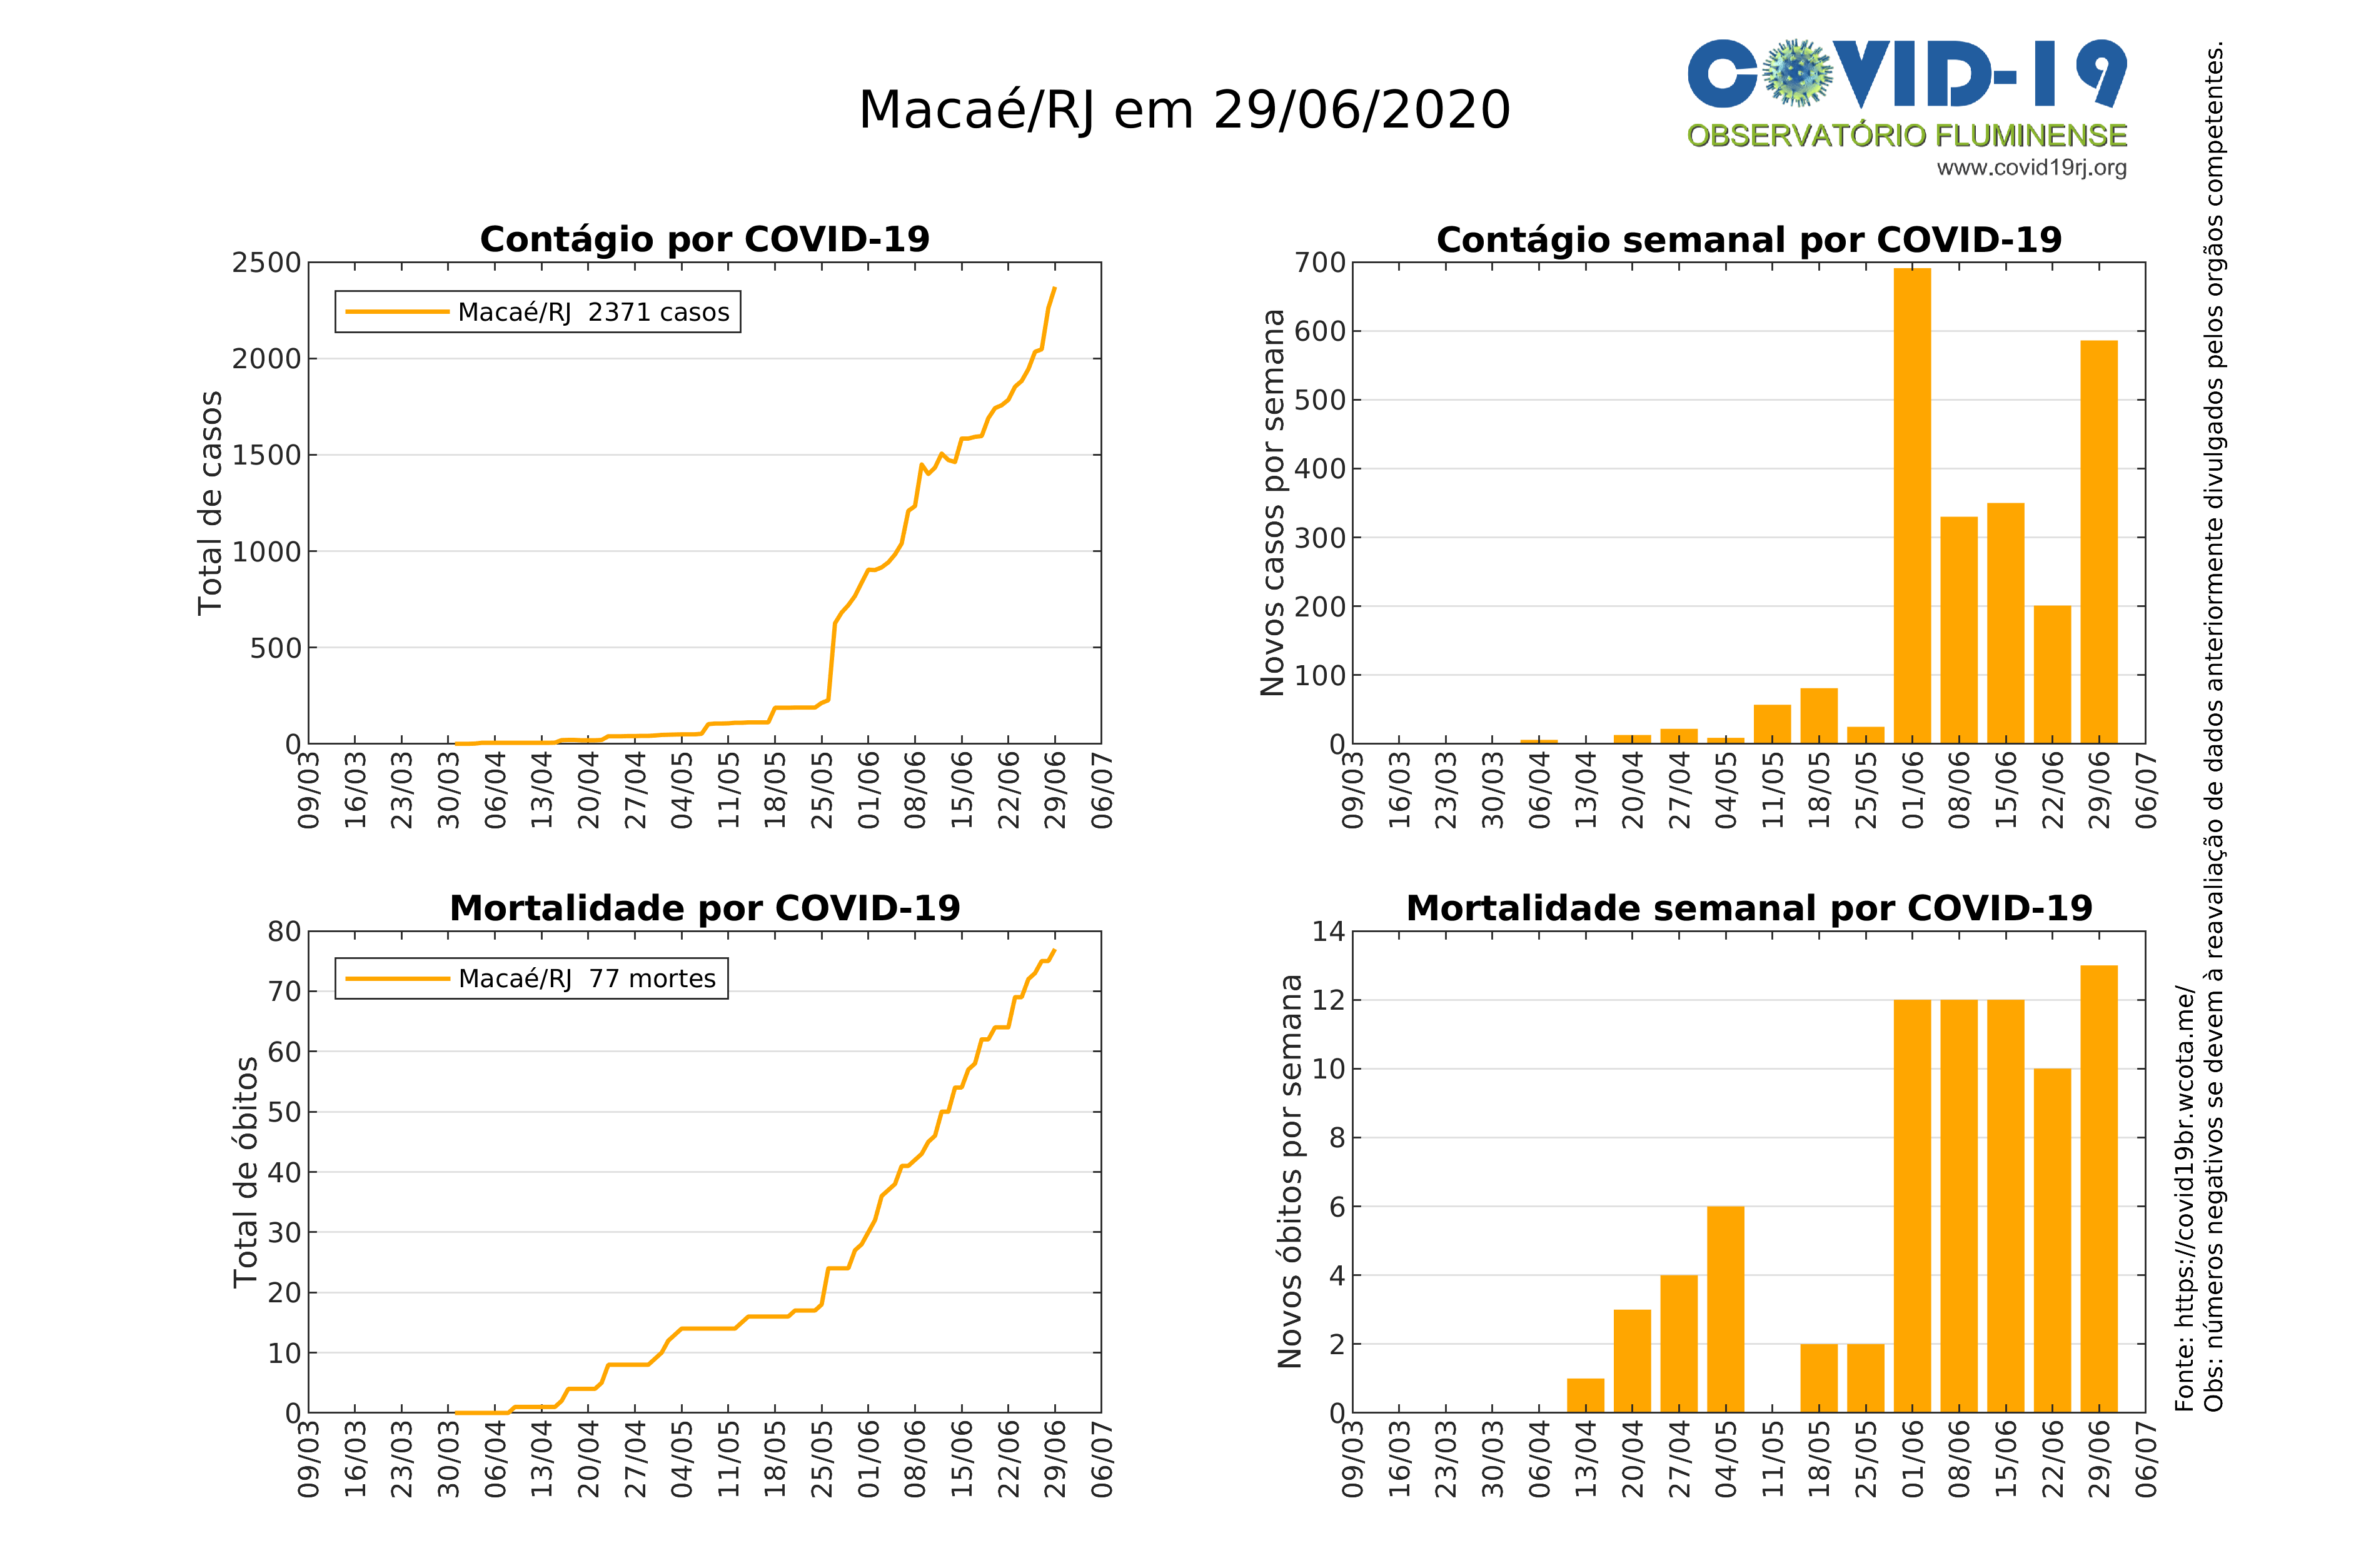 Macaé/RJ em 29/06/2020
COVID-19
OBSERVATÓRIO FLUMINENSE
www.covid19rj.org
Contágio por COVID-19
Total de casos
2500
2000
1500
1000
500
0
Macaé/RJ 2371 casos
09/03 16/03 23/03 30/03 06/04 13/04 20/04 27/04 04/05 11/05 18/05 25/05 01/06 08/06 15/06 22/06 29/06 06/07
Contágio semanal por COVID-19
Novos casos por semana
700
600
500
400
300
200
100
0
09/03 16/03 23/03 30/03 06/04 13/04 20/04 27/04 04/05 11/05 18/05 25/05 01/06 08/06 15/06 22/06 29/06 06/07
Mortalidade por COVID-19
Total de óbitos
80
70
60
50
40
30
20
10
0
Macaé/RJ 77 mortes
09/03 16/03 23/03 30/03 06/04 13/04 20/04 27/04 04/05 11/05 18/05 25/05 01/06 08/06 15/06 22/06 29/06 06/07
Mortalidade semanal por COVID-19
Novos óbitos por semana
14
12
10
8
6
4
2
0
09/03 16/03 23/03 30/03 06/04 13/04 20/04 27/04 04/05 11/05 18/05 25/05 01/06 08/06 15/06 22/06 29/06 06/07
Fonte: https://covid19br.wcota.me/
Obs: números negativos se devem à reavaliação de dados anteriormente divulgados pelos orgãos competentes.